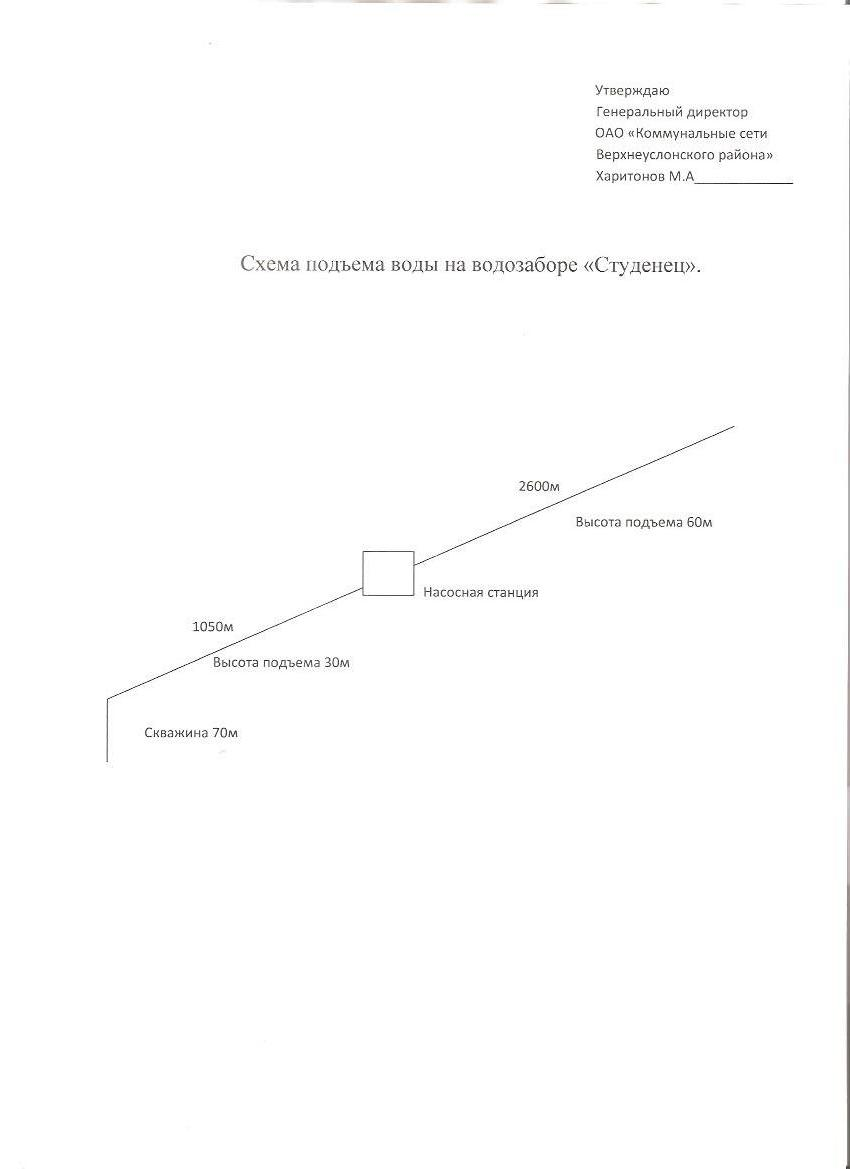 Утверждаю
Генеральный директор
ОАО «Коммунальные сети
Верхнеуслонского района»
Харитонов М.А______________
Схема подъема воды на водозаборе «Студенец».
2600м
Высота подъема 60м
Насосная станция
1050м
Высота подъема 30м
Скважина 70м